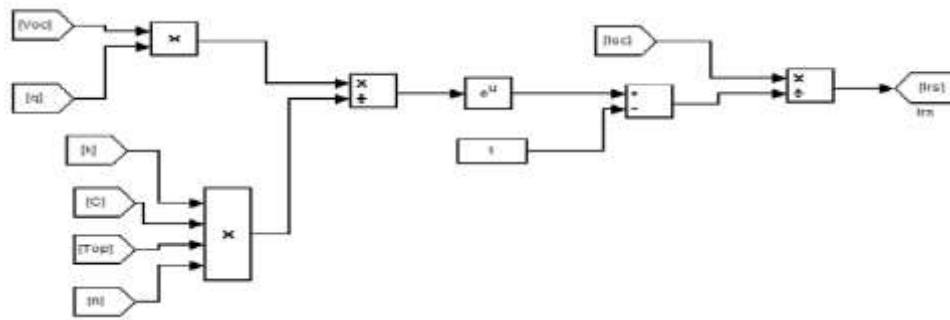 [Voc]
×
[q]
×
÷
e^u
+
-
1
[Isc]
×
÷
[Irs]
Irs
[k]
[C]
[Top]
[n]
×